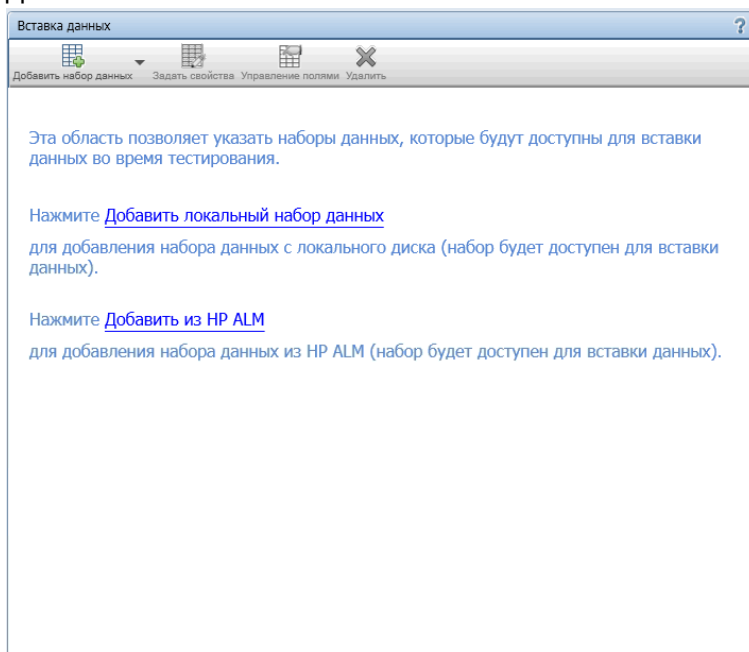 Вставка данных
?
Добавить набор данных Задать свойства Управление полями Удалить
Эта область позволяет указать наборы данных, которые будут доступны для вставки
данных во время тестирования.
Нажмите Добавить локальный набор данных
для добавления набора данных с локального диска (набор будет доступен для вставки
данных).
Нажмите Добавить из HP ALM
для добавления набора данных из HP ALM (набор будет доступен для вставки данных).